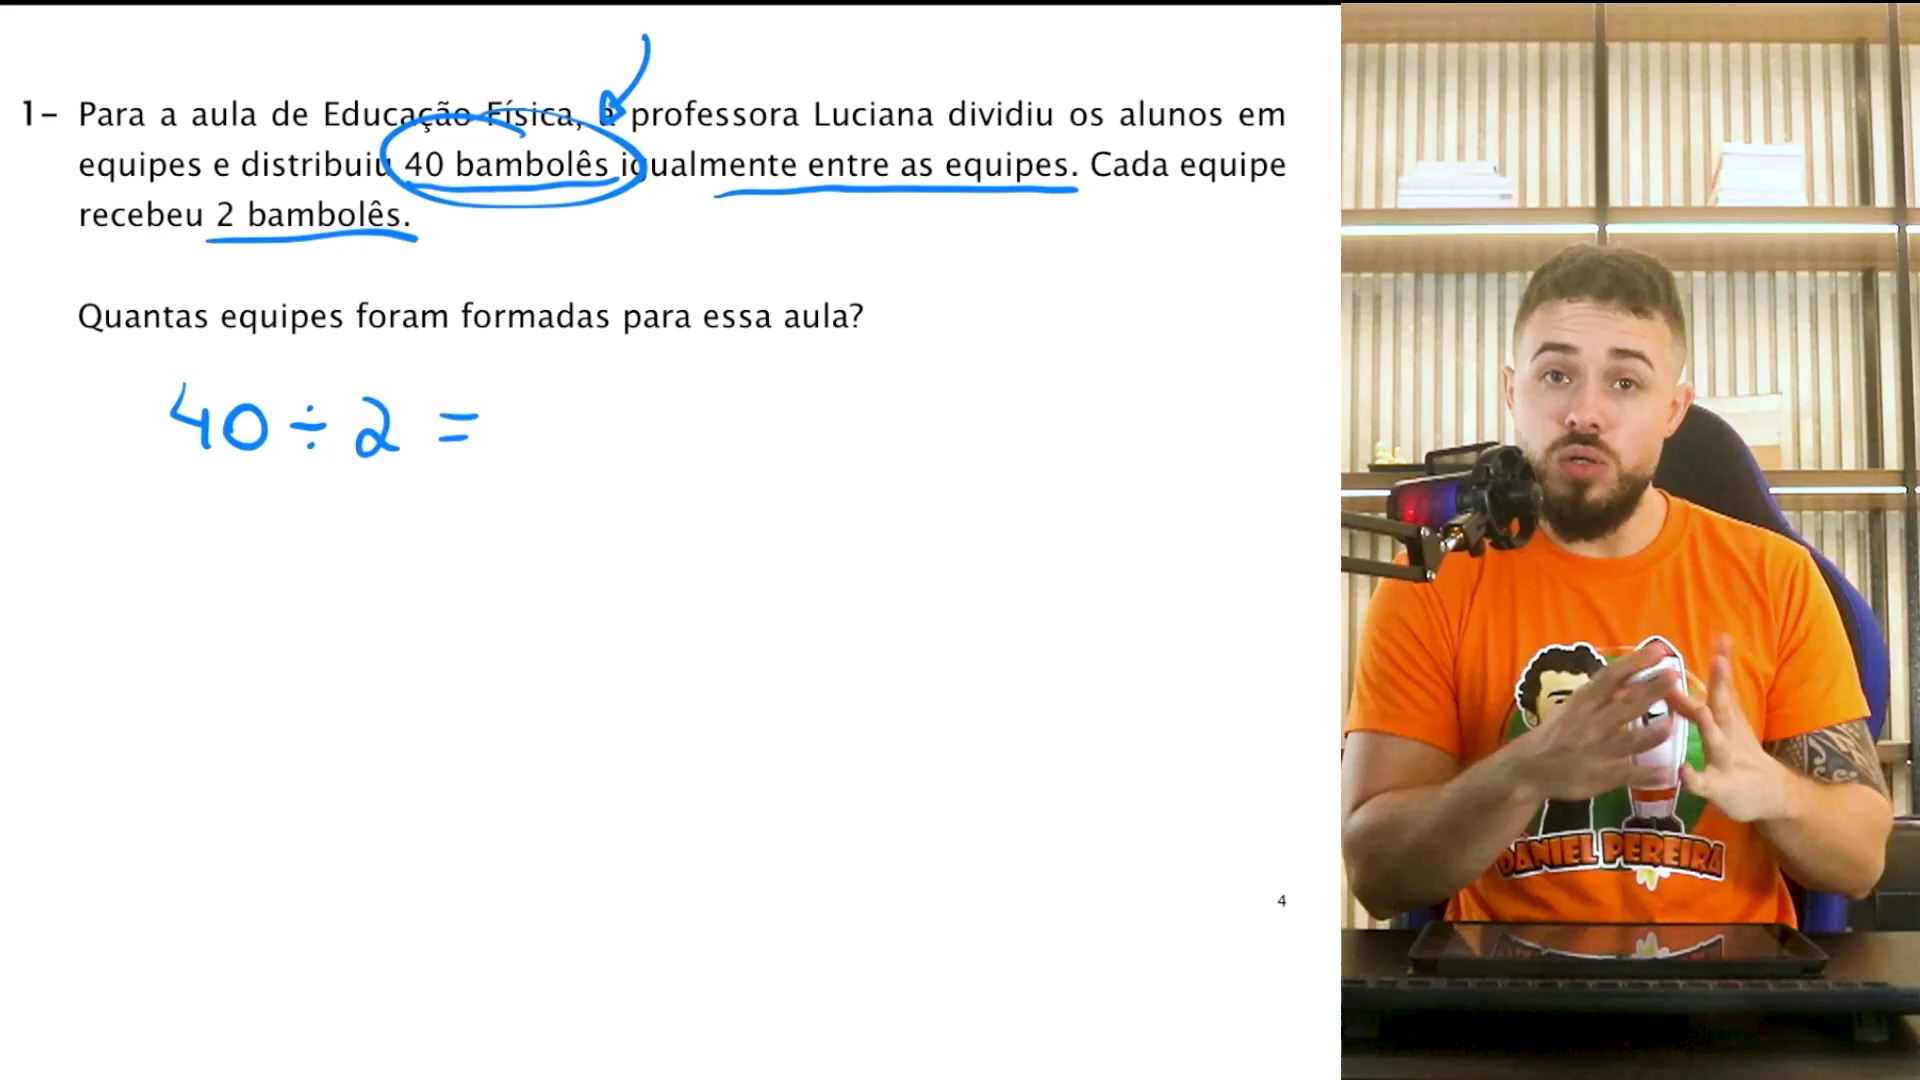 1- Para a aula de Educação Física, a professora Luciana dividiu os alunos em
equipes e distribuiu 40 bambolês igualmente entre as equipes. Cada equipe
recebeu 2 bambolês.
Quantas equipes foram formadas para essa aula?
40 ÷ 2 =
4
DANIEL PEREIRA